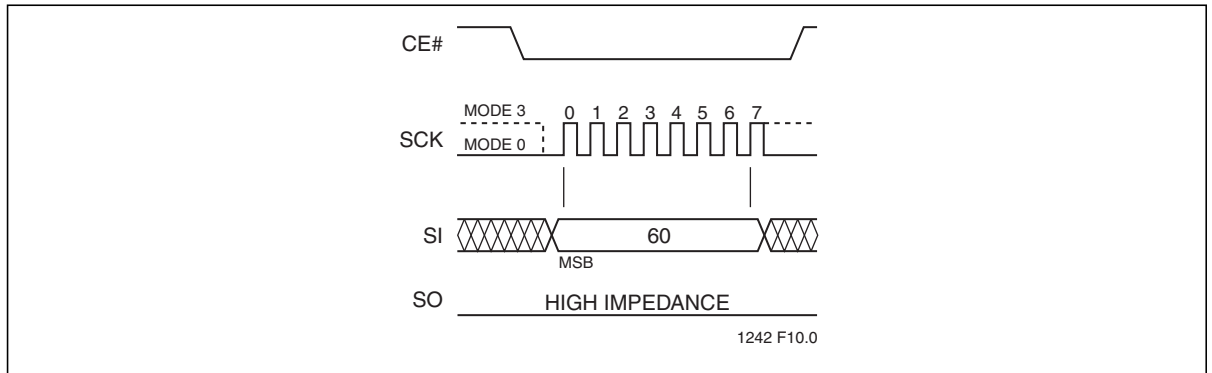 CE#
MODE 3
0 1 2 3 4 5 6 7
SCK
MODE 0
SI
60
MSB
SO
HIGH IMPEDANCE
1242 F10.0